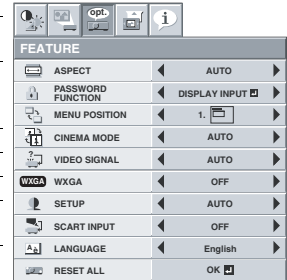 opt.
i
FEATURE
ASPECT AUTO
PASSWORD FUNCTION DISPLAY INPUT
MENU POSITION 1.
CINEMA MODE AUTO
VIDEO SIGNAL AUTO
WXGA WXGA OFF
SETUP AUTO
SCART INPUT OFF
Aa LANGUAGE English
RESET ALL OK